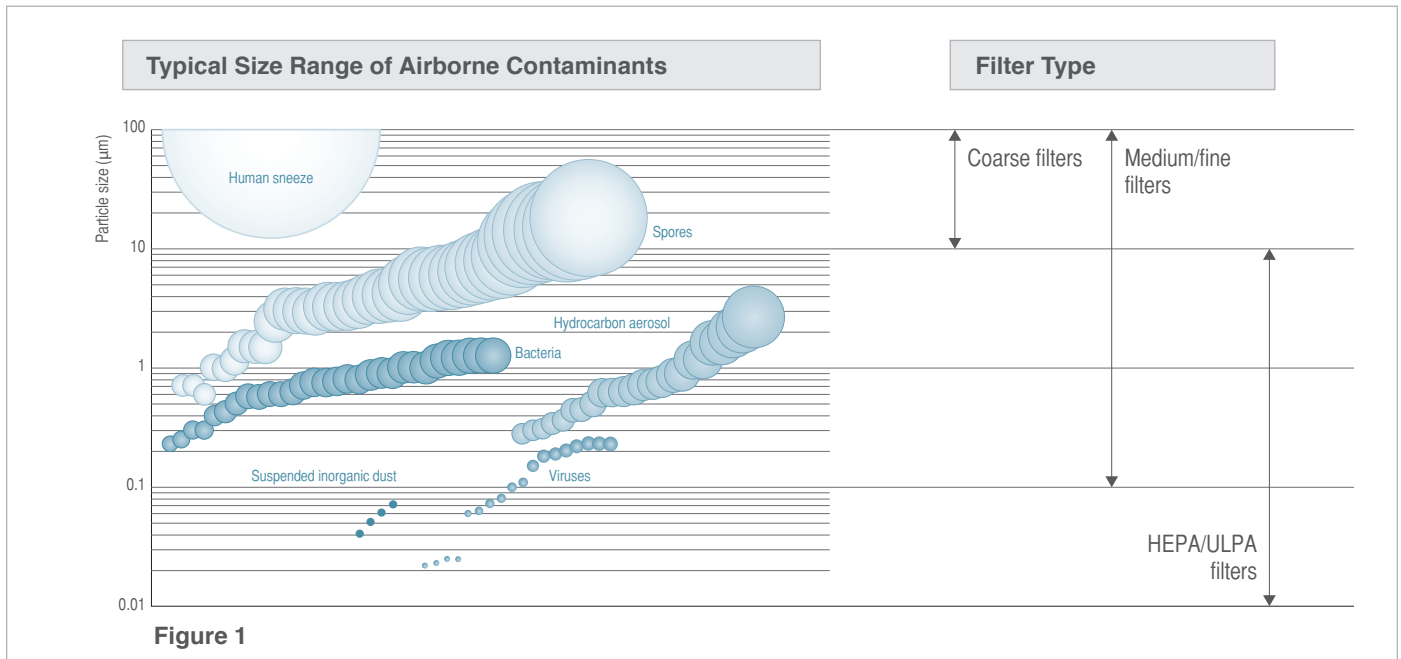 Typical Size Range of Airborne Contaminants
Filter Type
Particle size (µm)
100
10
1
0.1
0.01
Human sneeze
Spores
Hydrocarbon aerosol
Bacteria
Suspended inorganic dust
Viruses
Coarse filters
Medium/fine
filters
HEPA/ULPA
filters
Figure 1